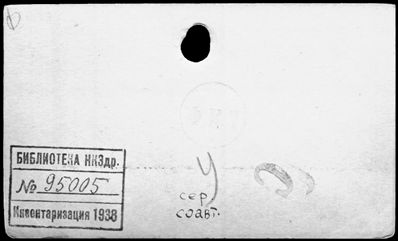 БИБЛИОТЕКА НКЗдр.
№ 95005
Инвентаризация 1938
у
сер
соавт.